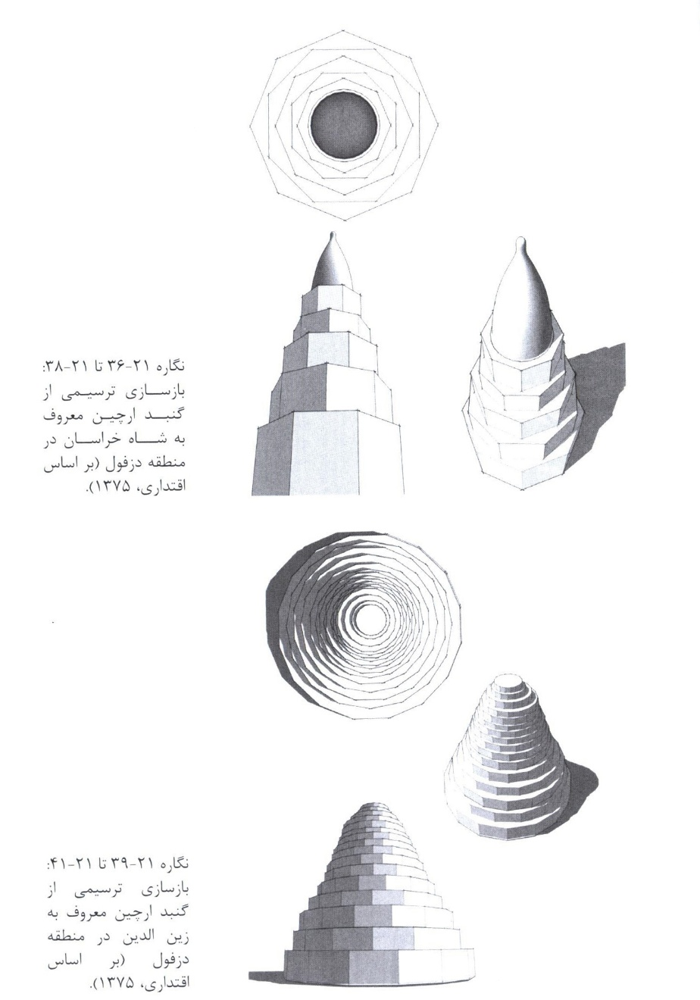 نگاره ۲۱-۳۶ تا ۲۱-۳۸:
بازسازی ترسیمی از
گنبد ارچین معروف
به شاه خراسان در
منطقه دزفول (بر اساس
اقتداری، ۱۳۷۵).
نگاره ۲۱-۳۹ تا ۲۱-۴۱:
بازسازی ترسیمی از
گنبد ارچین معروف به
زین الدین در منطقه
دزفول (بر اساس
اقتداری، ۱۳۷۵).